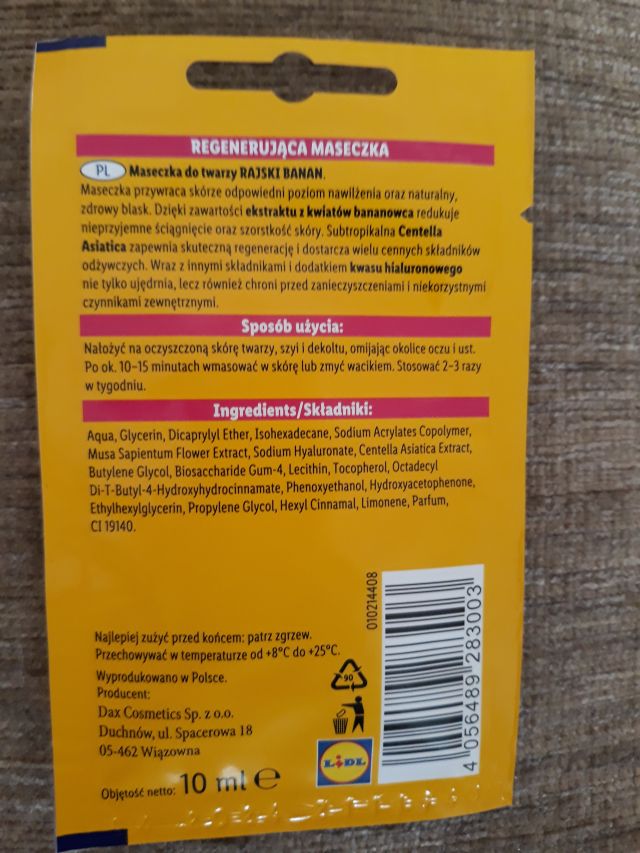 REGENERUJĄCA MASECZKA
PL Maseczka do twarzy RAJSKI BANAN.
Maseczka przywraca skórze odpowiedni poziom nawilżenia oraz naturalny,
zdrowy blask. Dzięki zawartości ekstraktu z kwiatów bananowca redukuje
nieprzyjemne ściągnięcie oraz szorstkość skóry. Subtropikalna Centella
Asiatica zapewnia skuteczną regenerację i dostarcza wielu cennych składników
odżywczych. Wraz z innymi składnikami i dodatkiem kwasu hialuronowego
nie tylko ujędrnia, lecz również chroni przed zanieczyszczeniami i niekorzystnymi
czynnikami zewnętrznymi.
Sposób użycia:
Nałożyć na oczyszczoną skórę twarzy, szyi i dekoltu, omijając okolice oczu i ust.
Po ok. 10-15 minutach wmasować w skórę lub zmyć wacikiem. Stosować 2-3 razy
w tygodniu.
Ingredients/Składniki:
Aqua, Glycerin, Dicaprylyl Ether, Isohexadecane, Sodium Acrylates Copolymer,
Musa Sapientum Flower Extract, Sodium Hyaluronate, Centella Asiatica Extract,
Butylene Glycol, Biosaccharide Gum-4, Lecithin, Tocopherol, Octadecyl
Di-T-Butyl-4-Hydroxyhydrocinnamate, Phenoxyethanol, Hydroxyacetophenone,
Ethylhexylglycerin, Propylene Glycol, Hexyl Cinnamal, Limonene, Parfum,
CI 19140.
010214408
4 056489 283003
Najlepiej zużyć przed końcem: patrz zgrzew.
Przechowywać w temperaturze od +8°C do +25°C.
Wyprodukowano w Polsce.
Producent:
Dax Cosmetics Sp. z o.o.
Duchnów, ul. Spacerowa 18
05-462 Wiązowna
90
LIDL
Objętość netto: 10 ml e